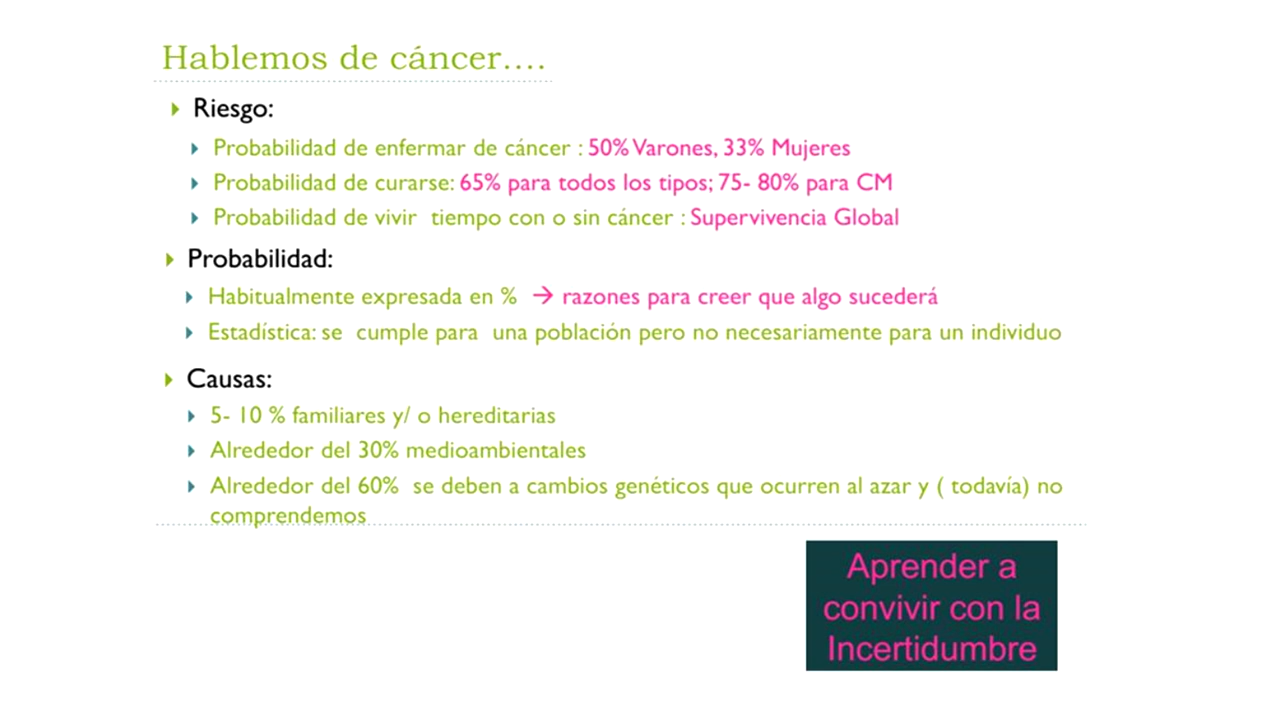 Hablemos de cáncer....
Riesgo:
Probabilidad de enfermar de cáncer : 50% Varones, 33% Mujeres
Probabilidad de curarse: 65% para todos los tipos; 75- 80% para CM
Probabilidad de vivir tiempo con o sin cáncer : Supervivencia Global
Probabilidad:
Habitualmente expresada en % → razones para creer que algo sucederá
Estadística: se cumple para una población pero no necesariamente para un individuo
Causas:
5- 10 % familiares y/ o hereditarias
Alrededor del 30% medioambientales
Alrededor del 60% se deben a cambios genéticos que ocurren al azar y ( todavía) no
comprendemos
Aprender a
convivir con la
Incertidumbre